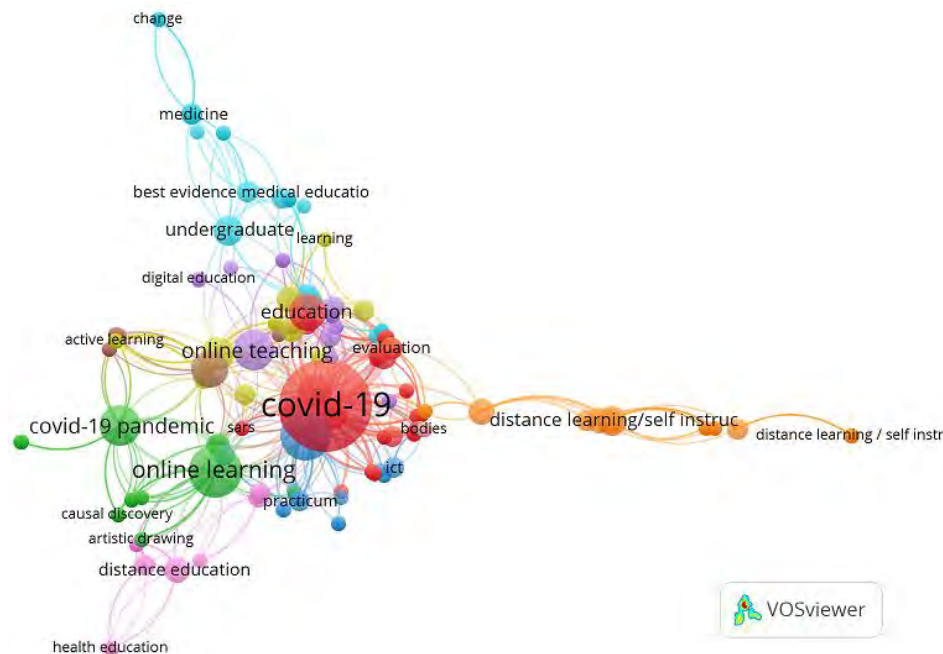 change
medicine
best evidence medical educatio
undergraduate
learning
digital education
education
active learning
online teaching
evaluation
covid-19
distance learning/self instruc
covid-19 pandemic
sars
bodies
distance learning / self instr
online learning
ict
practicum
causal discovery
artistic drawing
distance education
VOSviewer
health education